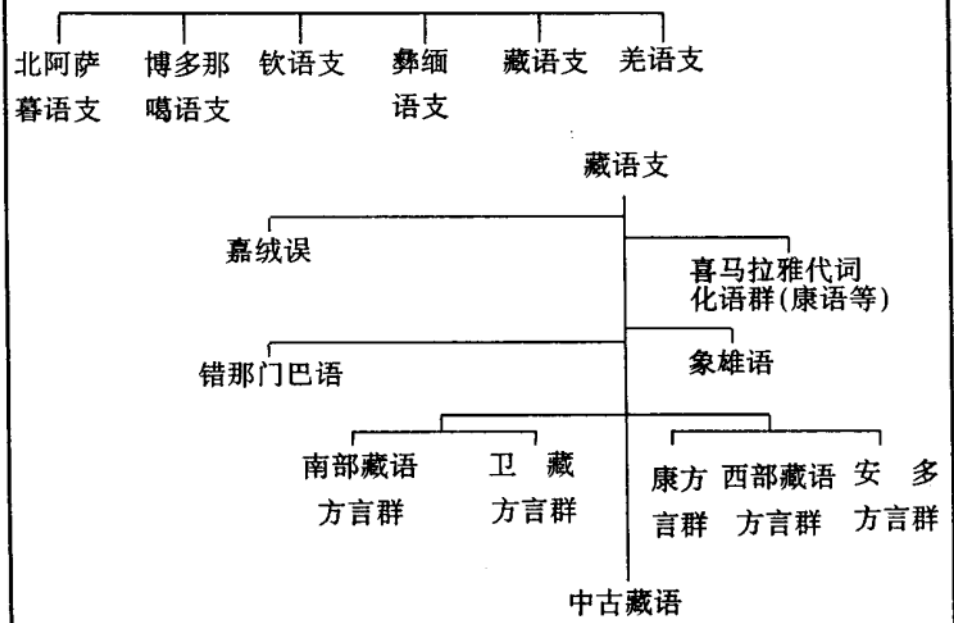 北阿萨 博多那 钦语支 彝缅 藏语支 羌语支
暮语支 噶语支 语支
藏语支
嘉绒误
喜马拉雅代词
化语群(康语等)
错那门巴语
象雄语
南部藏语 卫 藏 康方 西部藏语 安 多
方言群 方言群 言群 方言群 方言群
中古藏语